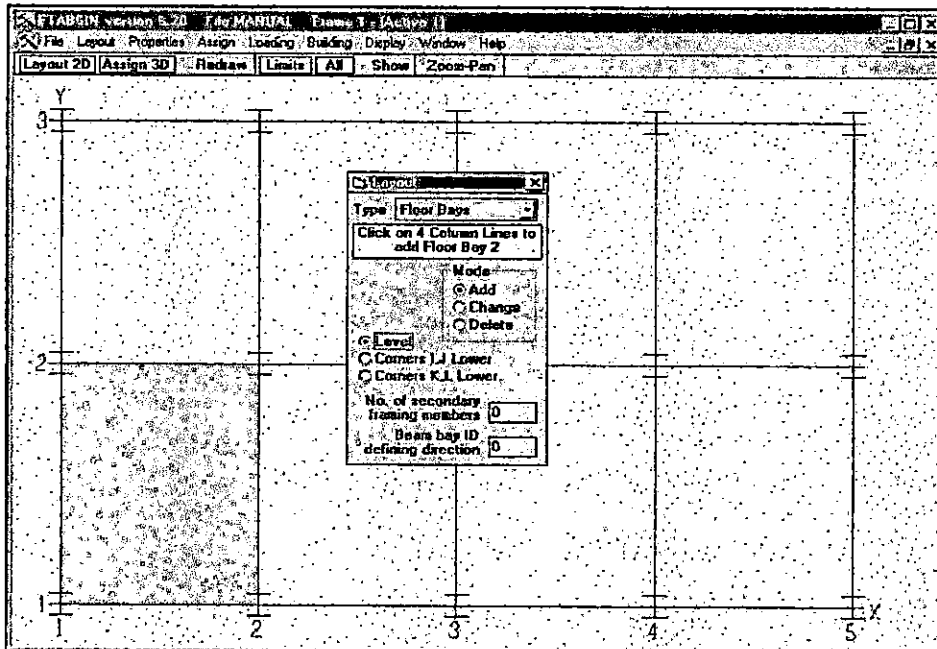 ETABSIN version 6.20 File:MANUAL Frame 1 - [Active 1]
File Layout Properties Assign Loading Building Display Window Help
Layout 2D Assign 3D Redraw Limits All Show Zoom-Pan
Y
3
Layout
Type Floor Bays
Click on 4 Column Lines to
add Floor Bay 2
Mode
Add
Change
Delete
Level
Corners I,J Lower
Corners K,L Lower
No. of secondary
framing members 0
Beam bay ID
defining direction 0
2
1
X
1 2 3 4 5